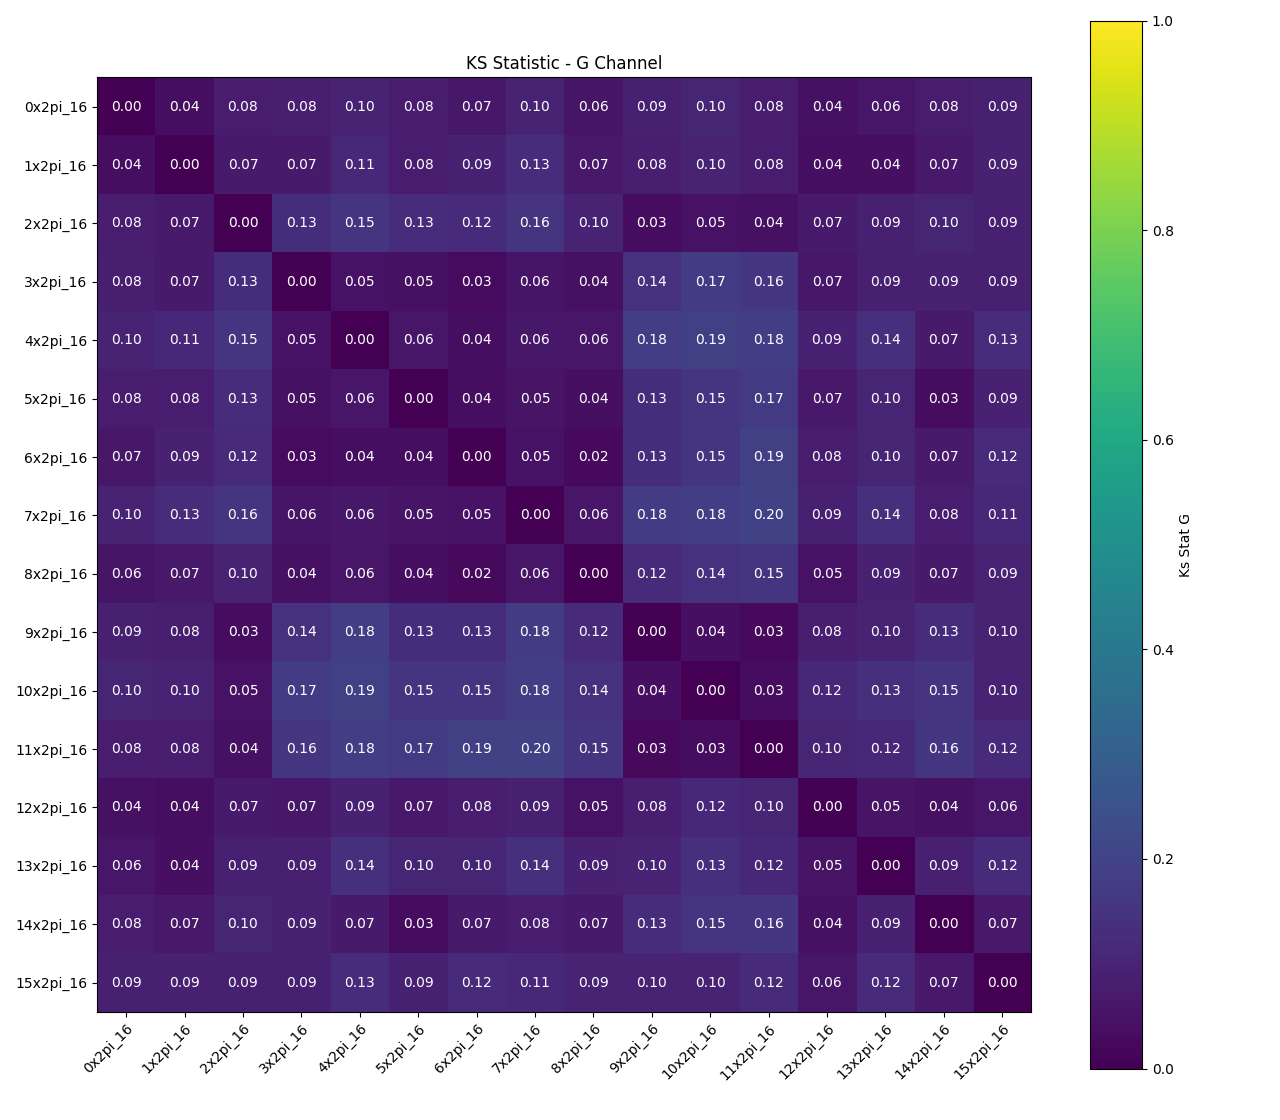 KS Statistic - G Channel
0x2pi_16 0.00 0.04 0.08 0.08 0.10 0.08 0.07 0.10 0.06 0.09 0.10 0.08 0.04 0.06 0.08 0.09
1x2pi_16 0.04 0.00 0.07 0.07 0.11 0.08 0.09 0.13 0.07 0.08 0.10 0.08 0.04 0.04 0.07 0.09
2x2pi_16 0.08 0.07 0.00 0.13 0.15 0.13 0.12 0.16 0.10 0.03 0.05 0.04 0.07 0.09 0.10 0.09
3x2pi_16 0.08 0.07 0.13 0.00 0.05 0.05 0.03 0.06 0.04 0.14 0.17 0.16 0.07 0.09 0.09 0.09
4x2pi_16 0.10 0.11 0.15 0.05 0.00 0.06 0.04 0.06 0.06 0.18 0.19 0.18 0.09 0.14 0.07 0.13
5x2pi_16 0.08 0.08 0.13 0.05 0.06 0.00 0.04 0.05 0.04 0.13 0.15 0.17 0.07 0.10 0.03 0.09
6x2pi_16 0.07 0.09 0.12 0.03 0.04 0.04 0.00 0.05 0.02 0.13 0.15 0.19 0.08 0.10 0.07 0.12
7x2pi_16 0.10 0.13 0.16 0.06 0.06 0.05 0.05 0.00 0.06 0.18 0.18 0.20 0.09 0.14 0.08 0.11
8x2pi_16 0.06 0.07 0.10 0.04 0.06 0.04 0.02 0.06 0.00 0.12 0.14 0.15 0.05 0.09 0.07 0.09
9x2pi_16 0.09 0.08 0.03 0.14 0.18 0.13 0.13 0.18 0.12 0.00 0.04 0.03 0.08 0.10 0.13 0.10
10x2pi_16 0.10 0.10 0.05 0.17 0.19 0.15 0.15 0.18 0.14 0.04 0.00 0.03 0.12 0.13 0.15 0.10
11x2pi_16 0.08 0.08 0.04 0.16 0.18 0.17 0.19 0.20 0.15 0.03 0.03 0.00 0.10 0.12 0.16 0.12
12x2pi_16 0.04 0.04 0.07 0.07 0.09 0.07 0.08 0.09 0.05 0.08 0.12 0.10 0.00 0.05 0.04 0.06
13x2pi_16 0.06 0.04 0.09 0.09 0.14 0.10 0.10 0.14 0.09 0.10 0.13 0.12 0.05 0.00 0.09 0.12
14x2pi_16 0.08 0.07 0.10 0.09 0.07 0.03 0.07 0.08 0.07 0.13 0.15 0.16 0.04 0.09 0.00 0.07
15x2pi_16 0.09 0.09 0.09 0.09 0.13 0.09 0.12 0.11 0.09 0.10 0.10 0.12 0.06 0.12 0.07 0.00
0x2pi_16 1x2pi_16 2x2pi_16 3x2pi_16 4x2pi_16 5x2pi_16 6x2pi_16 7x2pi_16 8x2pi_16 9x2pi_16 10x2pi_16 11x2pi_16 12x2pi_16 13x2pi_16 14x2pi_16 15x2pi_16
1.0
0.8
0.6
0.4
0.2
0.0
Ks Stat G